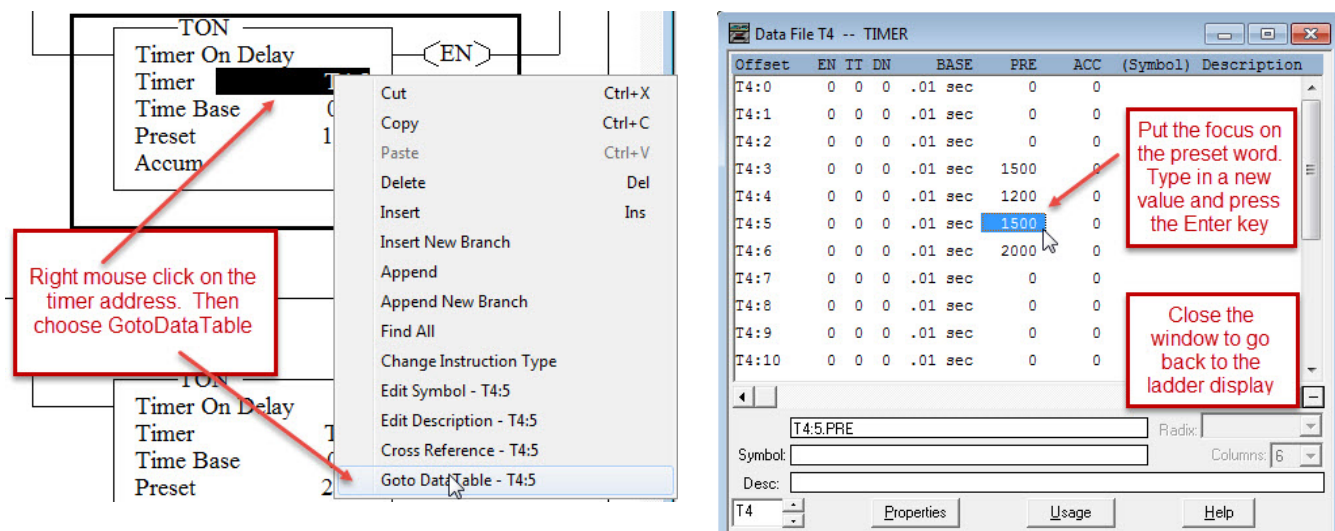 TON
Timer On Delay
EN
Timer
Time Base
Preset
Accum
Cut Ctrl+X
Copy Ctrl+C
Paste Ctrl+V
Delete Del
Insert Ins
Insert New Branch
Append
Append New Branch
Find All
Change Instruction Type
Edit Symbol - T4:5
Edit Description - T4:5
Cross Reference - T4:5
Goto DataTable - T4:5
Right mouse click on the
timer address. Then
choose GotoDataTable
TON
Timer On Delay
Timer
Time Base
Preset
Data File T4 -- TIMER
Offset EN TT DN BASE PRE ACC (Symbol) Description
T4:0 0 0 0 .01 sec 0 0
T4:1 0 0 0 .01 sec 0 0
T4:2 0 0 0 .01 sec 0 0
T4:3 0 0 0 .01 sec 1500 0
T4:4 0 0 0 .01 sec 1200 0
T4:5 0 0 0 .01 sec 1500 0
T4:6 0 0 0 .01 sec 2000 0
T4:7 0 0 0 .01 sec 0 0
T4:8 0 0 0 .01 sec 0 0
T4:9 0 0 0 .01 sec 0 0
T4:10 0 0 0 .01 sec 0 0
Put the focus on
the preset word.
Type in a new
value and press
the Enter key
Close the
window to go
back to the
ladder display
T4:5.PRE
Radix:
Symbol:
Columns: 6
Desc:
T4
Properties
Usage
Help